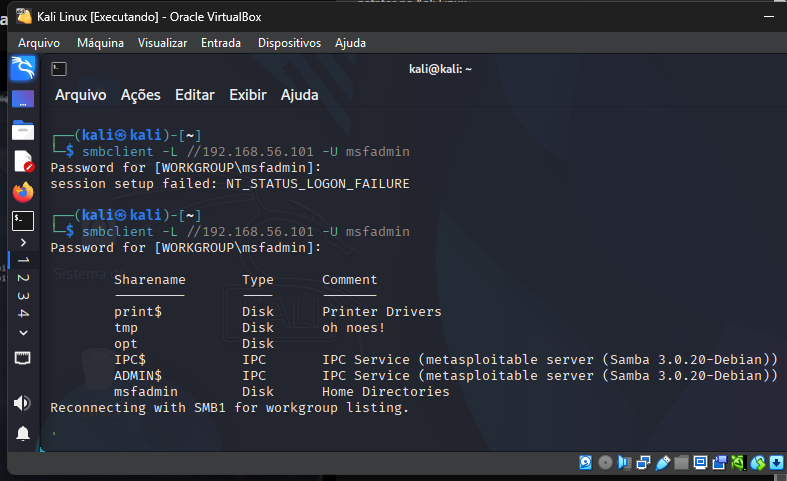 Kali Linux [Executando] - Oracle VirtualBox
Arquivo Máquina Visualizar Entrada Dispositivos Ajuda
kali@kali: ~
Arquivo Ações Editar Exibir Ajuda
┌──(kali㉿kali)-[~]
└─$ smbclient -L //192.168.56.101 -U msfadmin
Password for [WORKGROUP\msfadmin]:
session setup failed: NT_STATUS_LOGON_FAILURE
┌──(kali㉿kali)-[~]
└─$ smbclient -L //192.168.56.101 -U msfadmin
Password for [WORKGROUP\msfadmin]:
Sharename Type Comment
--------- ---- -------
print$ Disk Printer Drivers
tmp Disk oh noes!
opt Disk
IPC$ IPC IPC Service (metasploitable server (Samba 3.0.20-Debian))
ADMIN$ IPC IPC Service (metasploitable server (Samba 3.0.20-Debian))
msfadmin Disk Home Directories
Reconnecting with SMB1 for workgroup listing.
1
2
3
4